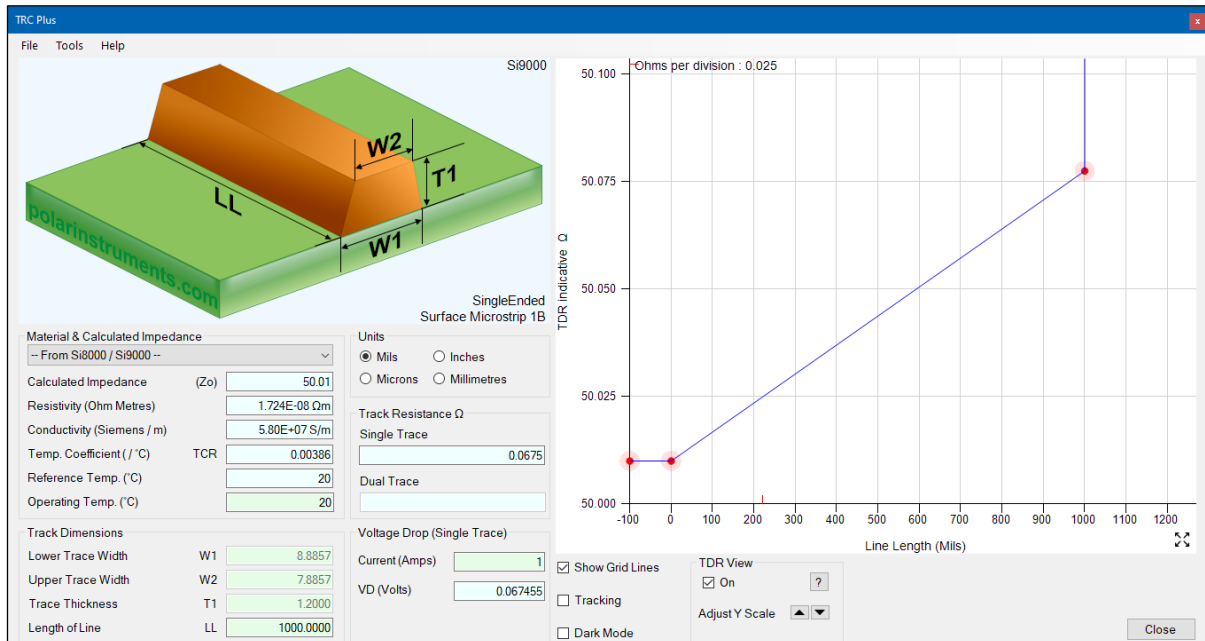 TRC Plus
x
File Tools Help
Si9000
W2
T1
LL
W1
polarinstruments.com
SingleEnded
Surface Microstrip 1B
Material & Calculated Impedance
-- From Si8000 / Si9000 --
Calculated Impedance (Zo) 50.01
Resistivity (Ohm Metres) 1.724E-08 Ωm
Conductivity (Siemens / m) 5.80E+07 S/m
Temp. Coefficient ( / °C) TCR 0.00386
Reference Temp. (°C) 20
Operating Temp. (°C) 20
Track Dimensions
Lower Trace Width W1 8.8857
Upper Trace Width W2 7.8857
Trace Thickness T1 1.2000
Length of Line LL 1000.0000
Units
Mils Inches
Microns Millimetres
Track Resistance Ω
Single Trace
0.0675
Dual Trace
Voltage Drop (Single Trace)
Current (Amps) 1
VD (Volts) 0.067455
Ohms per division : 0.025
50.100
50.075
50.050
50.025
50.000
TDR indicative Ω
-100 0 100 200 300 400 500 600 700 800 900 1000 1100 1200
Line Length (Mils)
Show Grid Lines
Tracking
Dark Mode
TDR View
On ?
Adjust Y Scale
Close